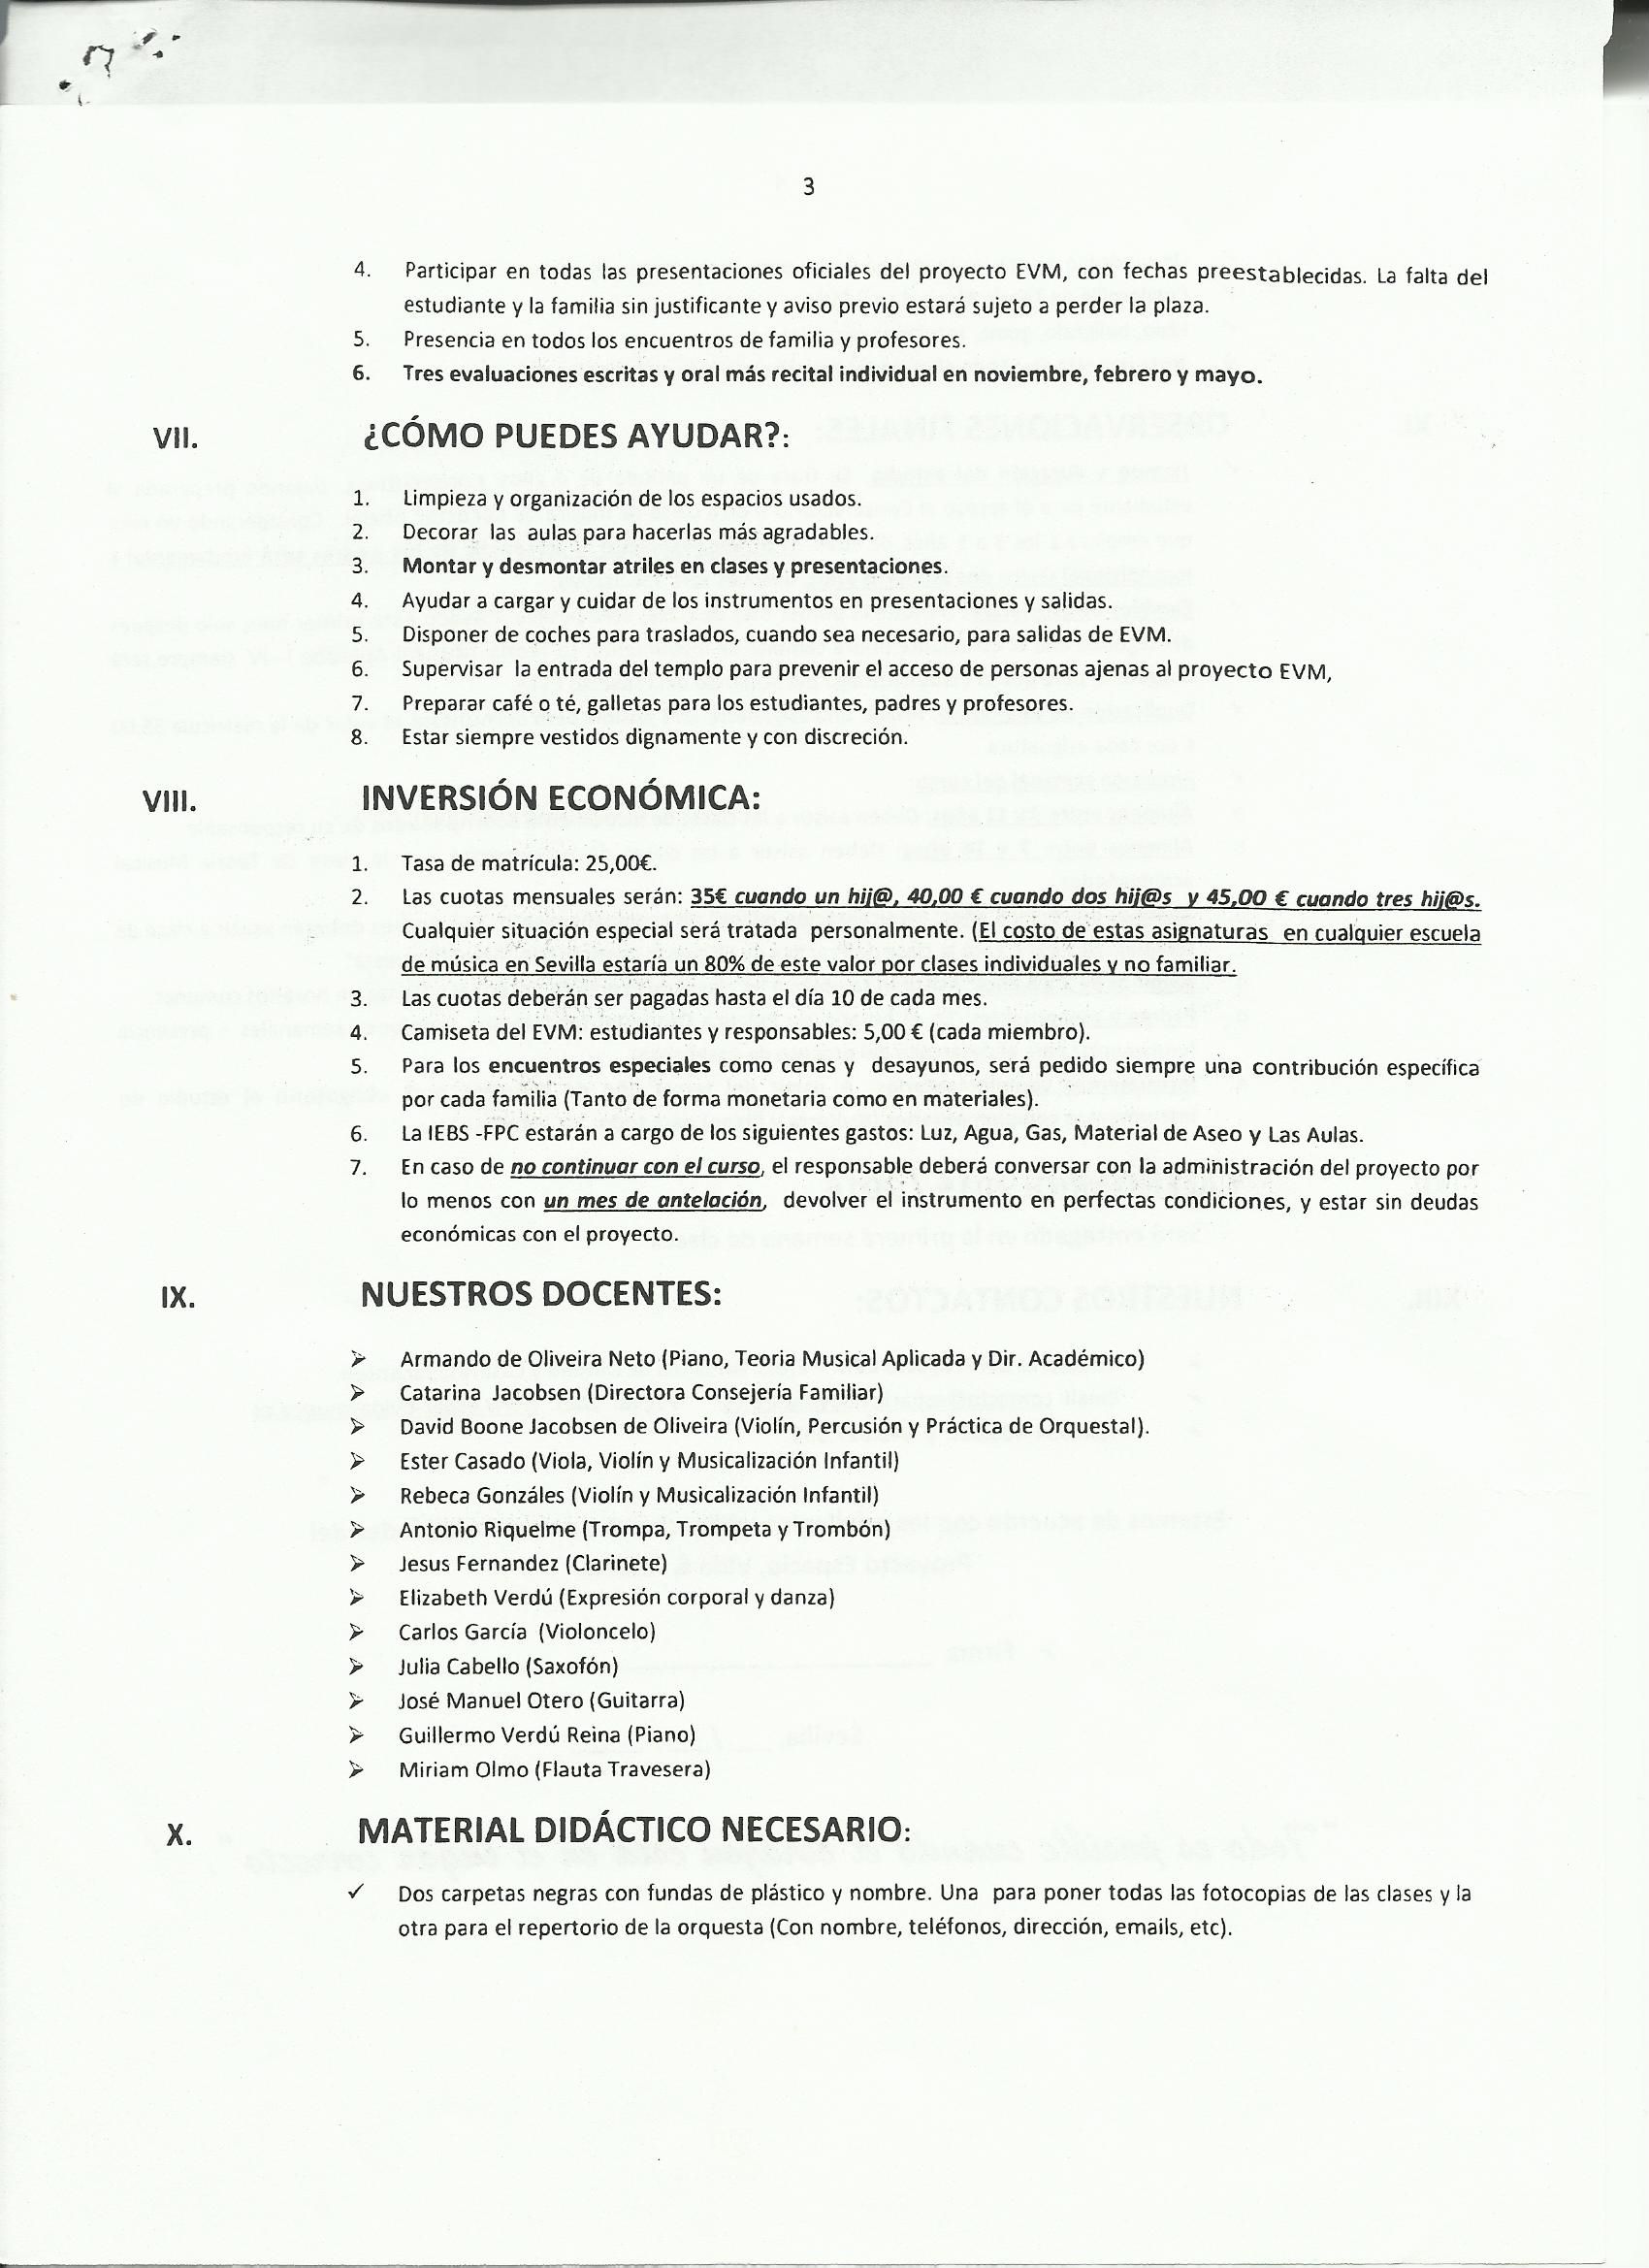 3
4. Participar en todas las presentaciones oficiales del proyecto EVM, con fechas preestablecidas. La falta del
estudiante y la familia sin justificante y aviso previo estará sujeto a perder la plaza.
5. Presencia en todos los encuentros de familia y profesores.
6. Tres evaluaciones escritas y oral más recital individual en noviembre, febrero y mayo.
VII. ¿CÓMO PUEDES AYUDAR?:
1. Limpieza y organización de los espacios usados.
2. Decorar las aulas para hacerlas más agradables.
3. Montar y desmontar atriles en clases y presentaciones.
4. Ayudar a cargar y cuidar de los instrumentos en presentaciones y salidas.
5. Disponer de coches para traslados, cuando sea necesario, para salidas de EVM.
6. Supervisar la entrada del templo para prevenir el acceso de personas ajenas al proyecto EVM,
7. Preparar café o té, galletas para los estudiantes, padres y profesores.
8. Estar siempre vestidos dignamente y con discreción.
VIII. INVERSIÓN ECONÓMICA:
1. Tasa de matrícula: 25,00€.
2. Las cuotas mensuales serán: 35€ cuando un hij@, 40,00 € cuando dos hij@s y 45,00 € cuando tres hij@s.
Cualquier situación especial será tratada personalmente. (El costo de estas asignaturas en cualquier escuela
de música en Sevilla estaría un 80% de este valor por clases individuales y no familiar.
3. Las cuotas deberán ser pagadas hasta el día 10 de cada mes.
4. Camiseta del EVM: estudiantes y responsables: 5,00 € (cada miembro).
5. Para los encuentros especiales como cenas y desayunos, será pedido siempre una contribución específica
por cada familia (Tanto de forma monetaria como en materiales).
6. La IEBS -FPC estarán a cargo de los siguientes gastos: Luz, Agua, Gas, Material de Aseo y Las Aulas.
7. En caso de no continuar con el curso, el responsable deberá conversar con la administración del proyecto por
lo menos con un mes de antelación, devolver el instrumento en perfectas condiciones, y estar sin deudas
económicas con el proyecto.
IX. NUESTROS DOCENTES:
➢ Armando de Oliveira Neto (Piano, Teoria Musical Aplicada y Dir. Académico)
➢ Catarina Jacobsen (Directora Consejería Familiar)
➢ David Boone Jacobsen de Oliveira (Violín, Percusión y Práctica de Orquestal).
➢ Ester Casado (Viola, Violín y Musicalización Infantil)
➢ Rebeca Gonzáles (Violín y Musicalización Infantil)
➢ Antonio Riquelme (Trompa, Trompeta y Trombón)
➢ Jesus Fernandez (Clarinete)
➢ Elizabeth Verdú (Expresión corporal y danza)
➢ Carlos García (Violoncelo)
➢ Julia Cabello (Saxofón)
➢ José Manuel Otero (Guitarra)
➢ Guillermo Verdú Reina (Piano)
➢ Miriam Olmo (Flauta Travesera)
X. MATERIAL DIDÁCTICO NECESARIO:
✓ Dos carpetas negras con fundas de plástico y nombre. Una para poner todas las fotocopias de las clases y la
otra para el repertorio de la orquesta (Con nombre, teléfonos, dirección, emails, etc).